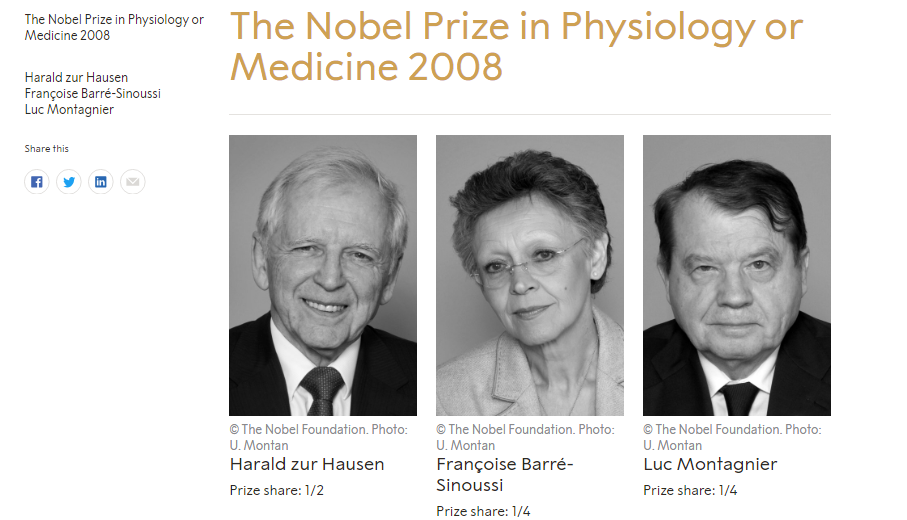 The Nobel Prize in Physiology or
Medicine 2008
Harald zur Hausen
Françoise Barré-Sinoussi
Luc Montagnier
Share this
The Nobel Prize in Physiology or
Medicine 2008
© The Nobel Foundation. Photo:
U. Montan
Harald zur Hausen
Prize share: 1/2
© The Nobel Foundation. Photo:
U. Montan
Françoise Barré-
Sinoussi
Prize share: 1/4
© The Nobel Foundation. Photo:
U. Montan
Luc Montagnier
Prize share: 1/4